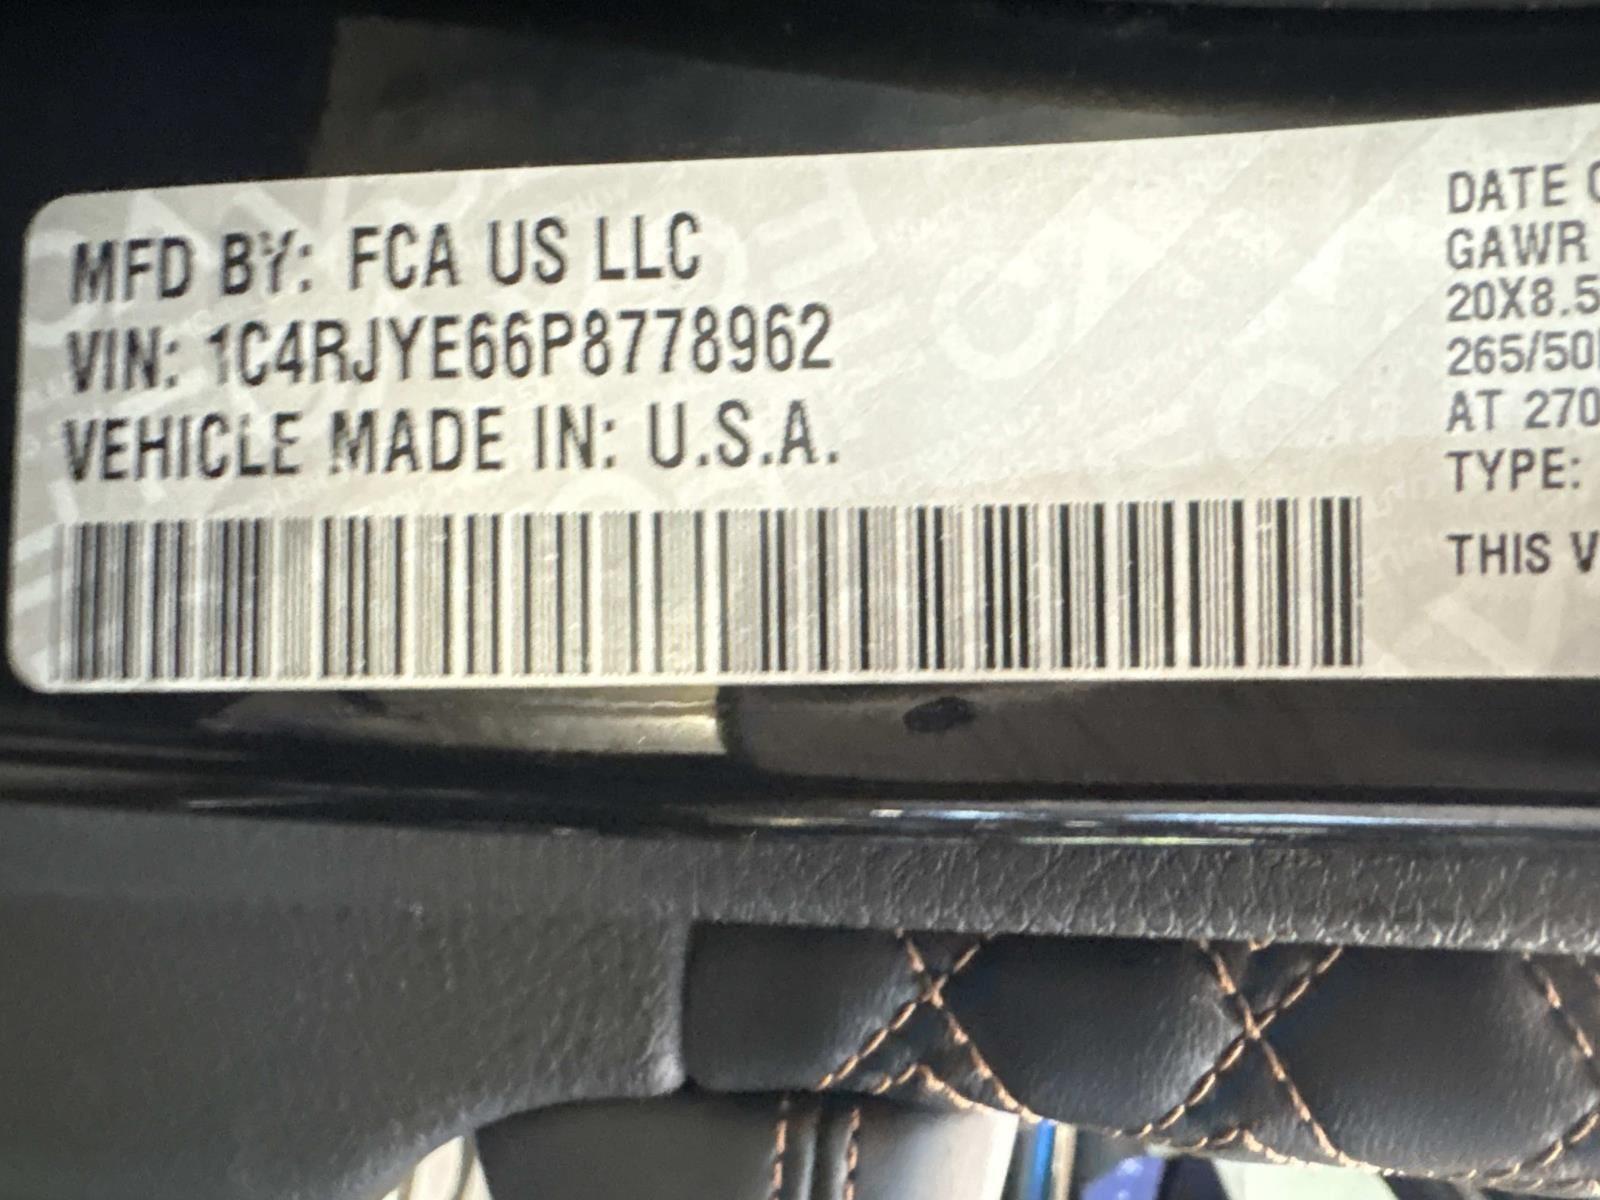 MFD BY: FCA US LLC
VIN: 1C4RJYE66P8778962
VEHICLE MADE IN: U.S.A.
DATE
GAWR
20X8.5
265/50
AT 270
TYPE:
THIS V